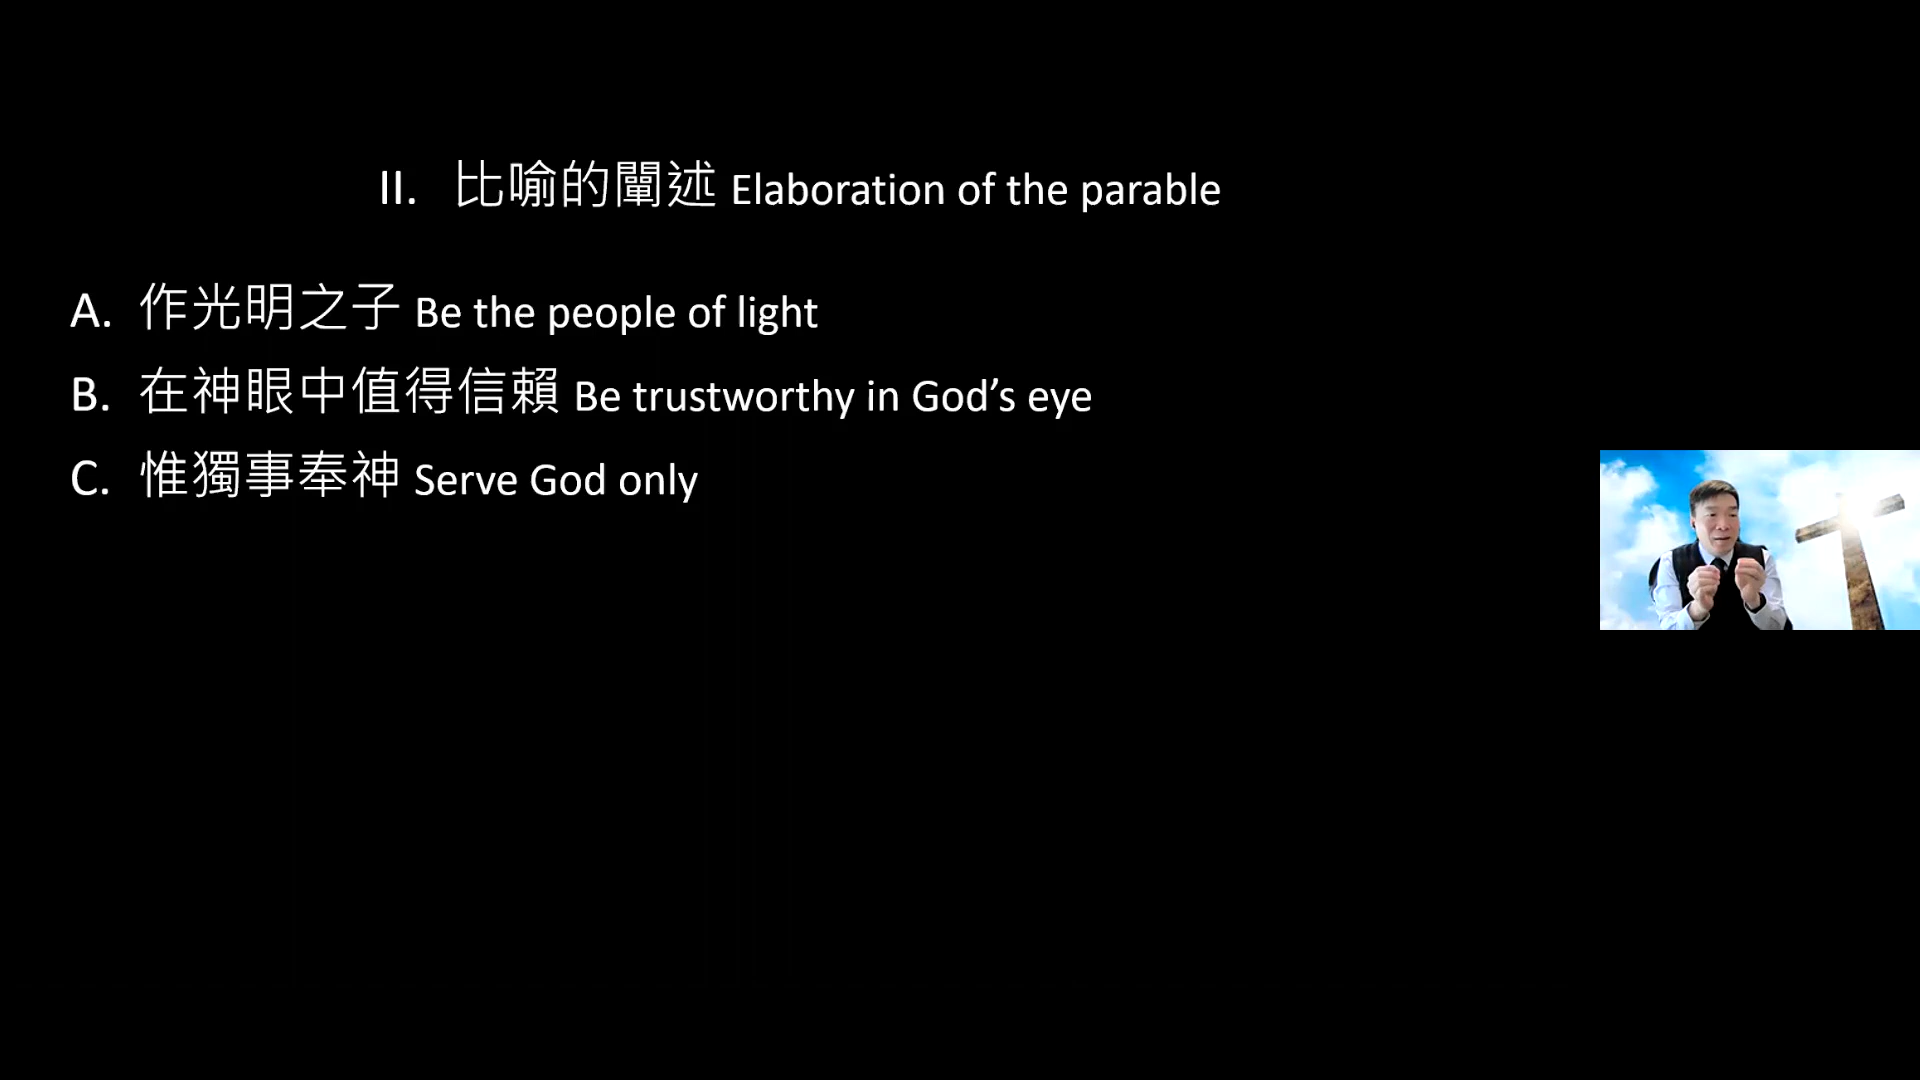 II. 比喻的闡述 Elaboration of the parable
A. 作光明之子 Be the people of light
B. 在神眼中值得信賴 Be trustworthy in God’s eye
C. 惟獨事奉神 Serve God only